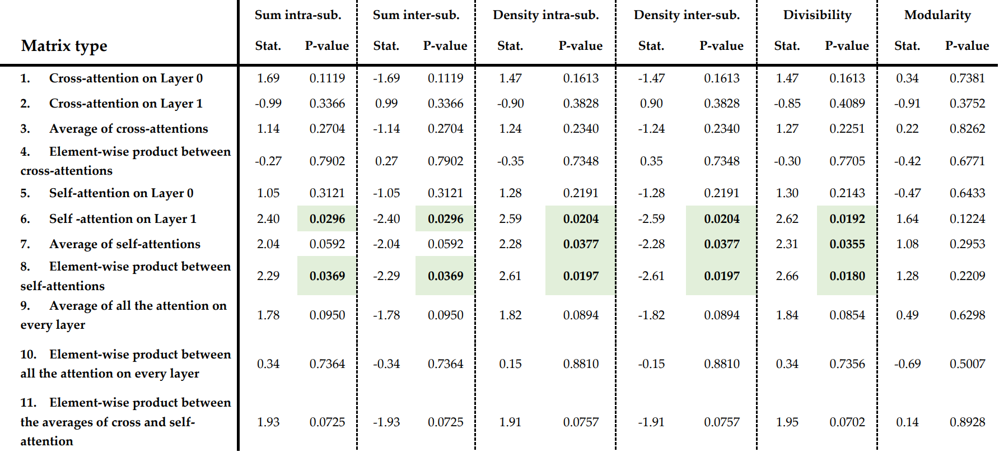 Sum intra-sub. Sum inter-sub. Density intra-sub. Density inter-sub. Divisibility Modularity
Matrix type Stat. P-value Stat. P-value Stat. P-value Stat. P-value Stat. P-value Stat. P-value
1. Cross-attention on Layer 0 1.69 0.1119 -1.69 0.1119 1.47 0.1613 -1.47 0.1613 1.47 0.1613 0.34 0.7381
2. Cross-attention on Layer 1 -0.99 0.3366 0.99 0.3366 -0.90 0.3828 0.90 0.3828 -0.85 0.4089 -0.91 0.3752
3. Average of cross-attentions 1.14 0.2704 -1.14 0.2704 1.24 0.2340 -1.24 0.2340 1.27 0.2251 0.22 0.8262
4. Element-wise product between
cross-attentions -0.27 0.7902 0.27 0.7902 -0.35 0.7348 0.35 0.7348 -0.30 0.7705 -0.42 0.6771
5. Self-attention on Layer 0 1.05 0.3121 -1.05 0.3121 1.28 0.2191 -1.28 0.2191 1.30 0.2143 -0.47 0.6433
6. Self -attention on Layer 1 2.40 0.0296 -2.40 0.0296 2.59 0.0204 -2.59 0.0204 2.62 0.0192 1.64 0.1224
7. Average of self-attentions 2.04 0.0592 -2.04 0.0592 2.28 0.0377 -2.28 0.0377 2.31 0.0355 1.08 0.2953
8. Element-wise product between
self-attentions 2.29 0.0369 -2.29 0.0369 2.61 0.0197 -2.61 0.0197 2.66 0.0180 1.28 0.2209
9. Average of all the attention on
every layer 1.78 0.0950 -1.78 0.0950 1.82 0.0894 -1.82 0.0894 1.84 0.0854 0.49 0.6298
10. Element-wise product between
all the attention on every layer 0.34 0.7364 -0.34 0.7364 0.15 0.8810 -0.15 0.8810 0.34 0.7356 -0.69 0.5007
11. Element-wise product between
the averages of cross and self- 1.93 0.0725 -1.93 0.0725 1.91 0.0757 -1.91 0.0757 1.95 0.0702 0.14 0.8928
attention